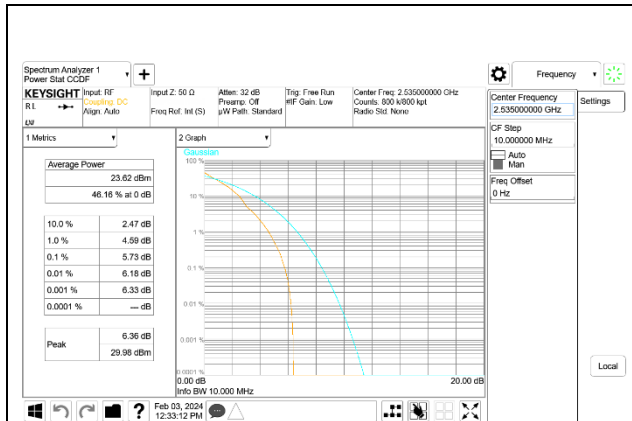 Spectrum Analyzer 1
Power Stat CCDF
Frequency
KEYSIGHT
Input: RF
Coupling: DC
Align: Auto
Input Z: 50 Ω
Freq Ref: Int (S)
Atten: 32 dB
Preamp: Off
µW Path: Standard
Trig: Free Run
#IF Gain: Low
Center Freq: 2.535000000 GHz
Counts: 800 k/800 kpt
Radio Std: None
R L
LXI
Center Frequency
2.535000000 GHz
Settings
CF Step
10.000000 MHz
Auto
Man
Freq Offset
0 Hz
1 Metrics
2 Graph
Average Power
23.62 dBm
46.16 % at 0 dB
10.0 % 2.47 dB
1.0 % 4.59 dB
0.1 % 5.73 dB
0.01 % 6.18 dB
0.001 % 6.33 dB
0.0001 % --- dB
Peak
6.36 dB
29.98 dBm
Gaussian
100 %
10 %
1 %
0.1 %
0.01 %
0.001 %
0.0001 %
0.00 dB
20.00 dB
Info BW 10.000 MHz
Local
?
Feb 03, 2024
12:33:12 PM